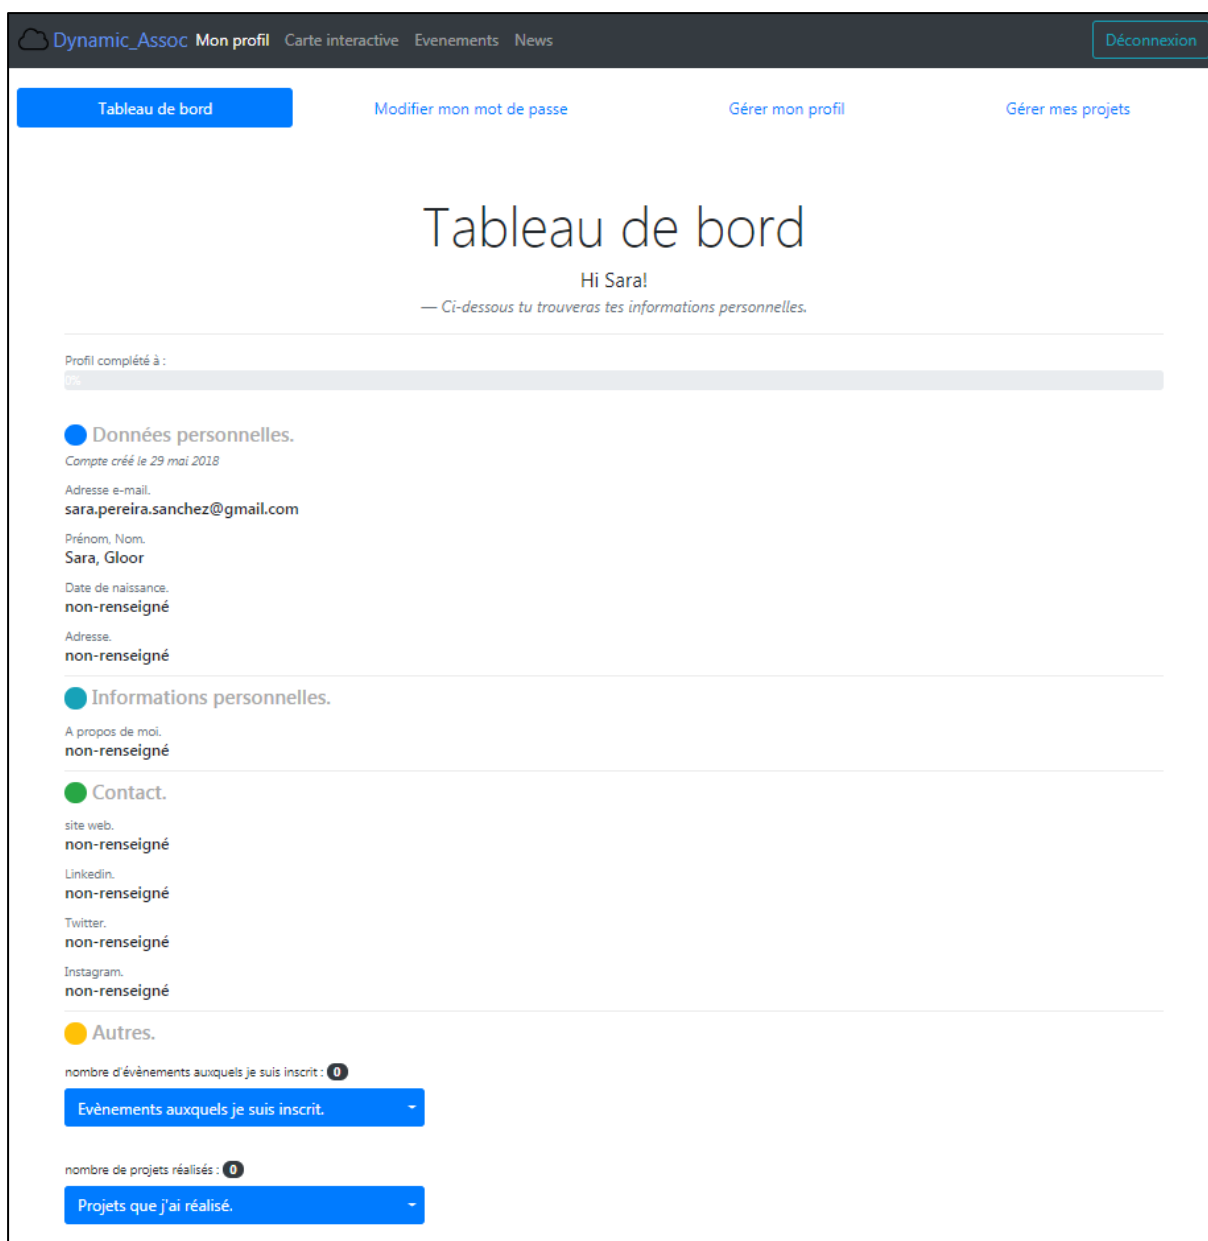 Dynamic_Assoc Mon profil Carte interactive Evenements News Déconnexion
Tableau de bord Modifier mon mot de passe Gérer mon profil Gérer mes projets
Tableau de bord
Hi Sara!
— Ci-dessous tu trouveras tes informations personnelles.
Profil complété à :
0%
Données personnelles.
Compte créé le 29 mai 2018
Adresse e-mail.
sara.pereira.sanchez@gmail.com
Prénom, Nom.
Sara, Gloor
Date de naissance.
non-renseigné
Adresse.
non-renseigné
Informations personnelles.
A propos de moi.
non-renseigné
Contact.
site web.
non-renseigné
Linkedin.
non-renseigné
Twitter.
non-renseigné
Instagram.
non-renseigné
Autres.
nombre d'évènements auxquels je suis inscrit : 0
Evènements auxquels je suis inscrit.
nombre de projets réalisés : 0
Projets que j'ai réalisé.